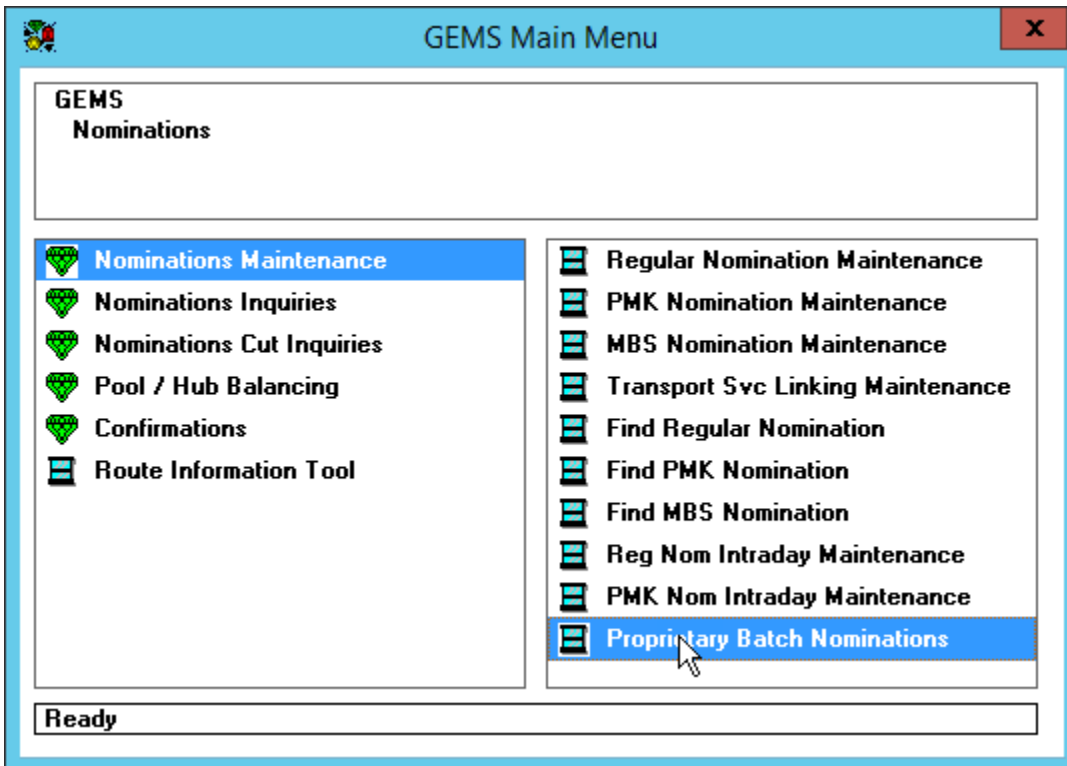 GEMS Main Menu
x
GEMS
Nominations
Nominations Maintenance
Nominations Inquiries
Nominations Cut Inquiries
Pool / Hub Balancing
Confirmations
Route Information Tool
Regular Nomination Maintenance
PMK Nomination Maintenance
MBS Nomination Maintenance
Transport Svc Linking Maintenance
Find Regular Nomination
Find PMK Nomination
Find MBS Nomination
Reg Nom Intraday Maintenance
PMK Nom Intraday Maintenance
Proprietary Batch Nominations
Ready